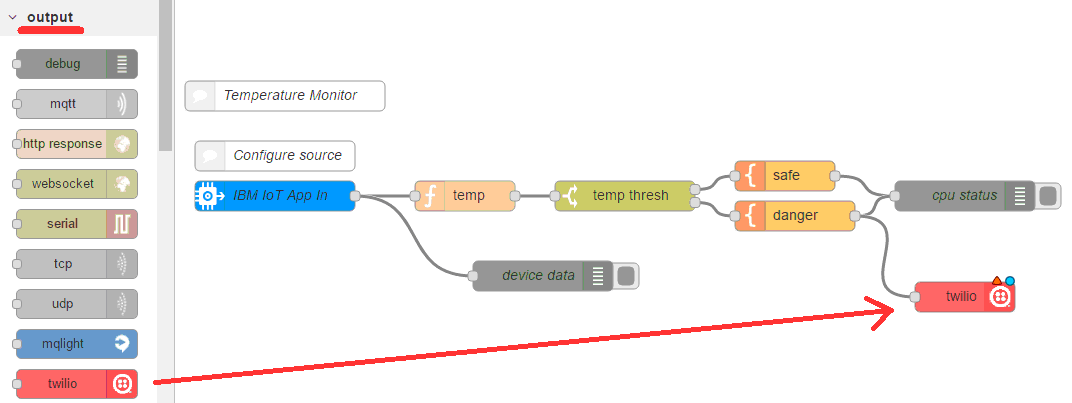 output
debug
mqtt
http response
websocket
serial
tcp
udp
mqlight
twilio
Temperature Monitor
Configure source
IBM IoT App In
temp
temp thresh
safe
danger
cpu status
device data
twilio